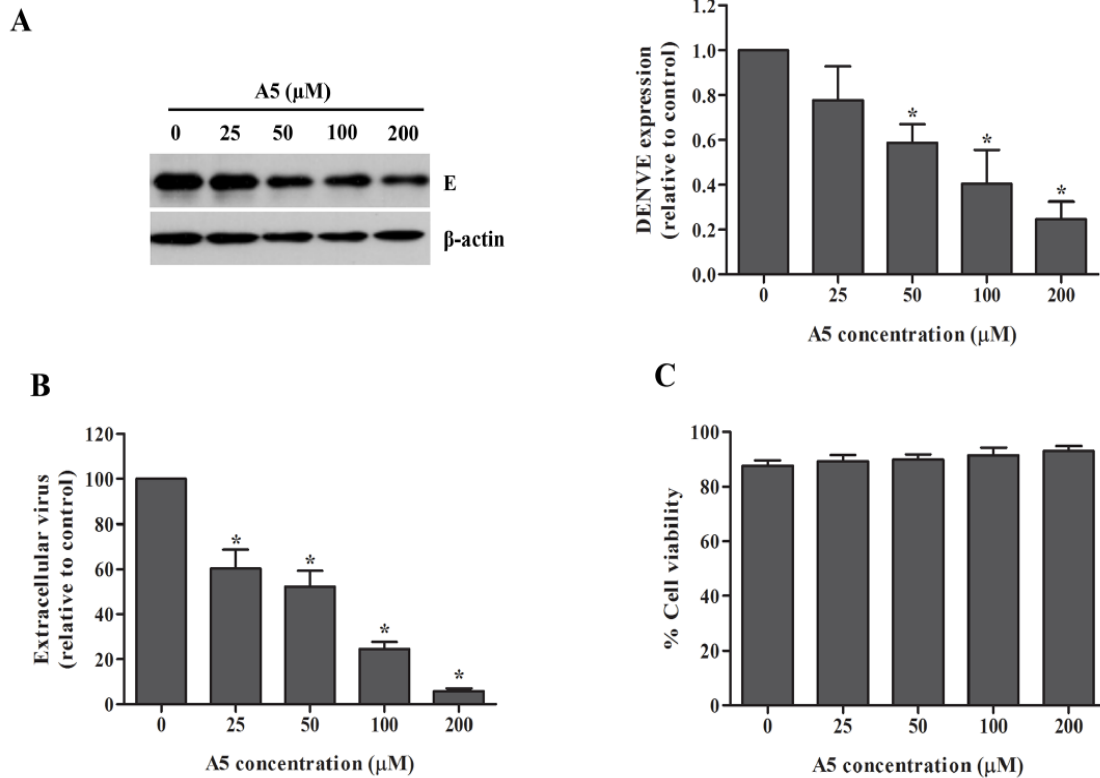 A
A5 (μM)
0 25 50 100 200
E
β-actin
DENVE expression
(relative to control)
1.2
1.0
0.8
0.6
0.4
0.2
0.0
* * *
0 25 50 100 200
A5 concentration (μM)
B
Extracellular virus
(relative to control)
120
100
80
60
40
20
0
* * * *
0 25 50 100 200
A5 concentration (μM)
C
% Cell viability
100
80
60
40
20
0
0 25 50 100 200
A5 concentration (μM)